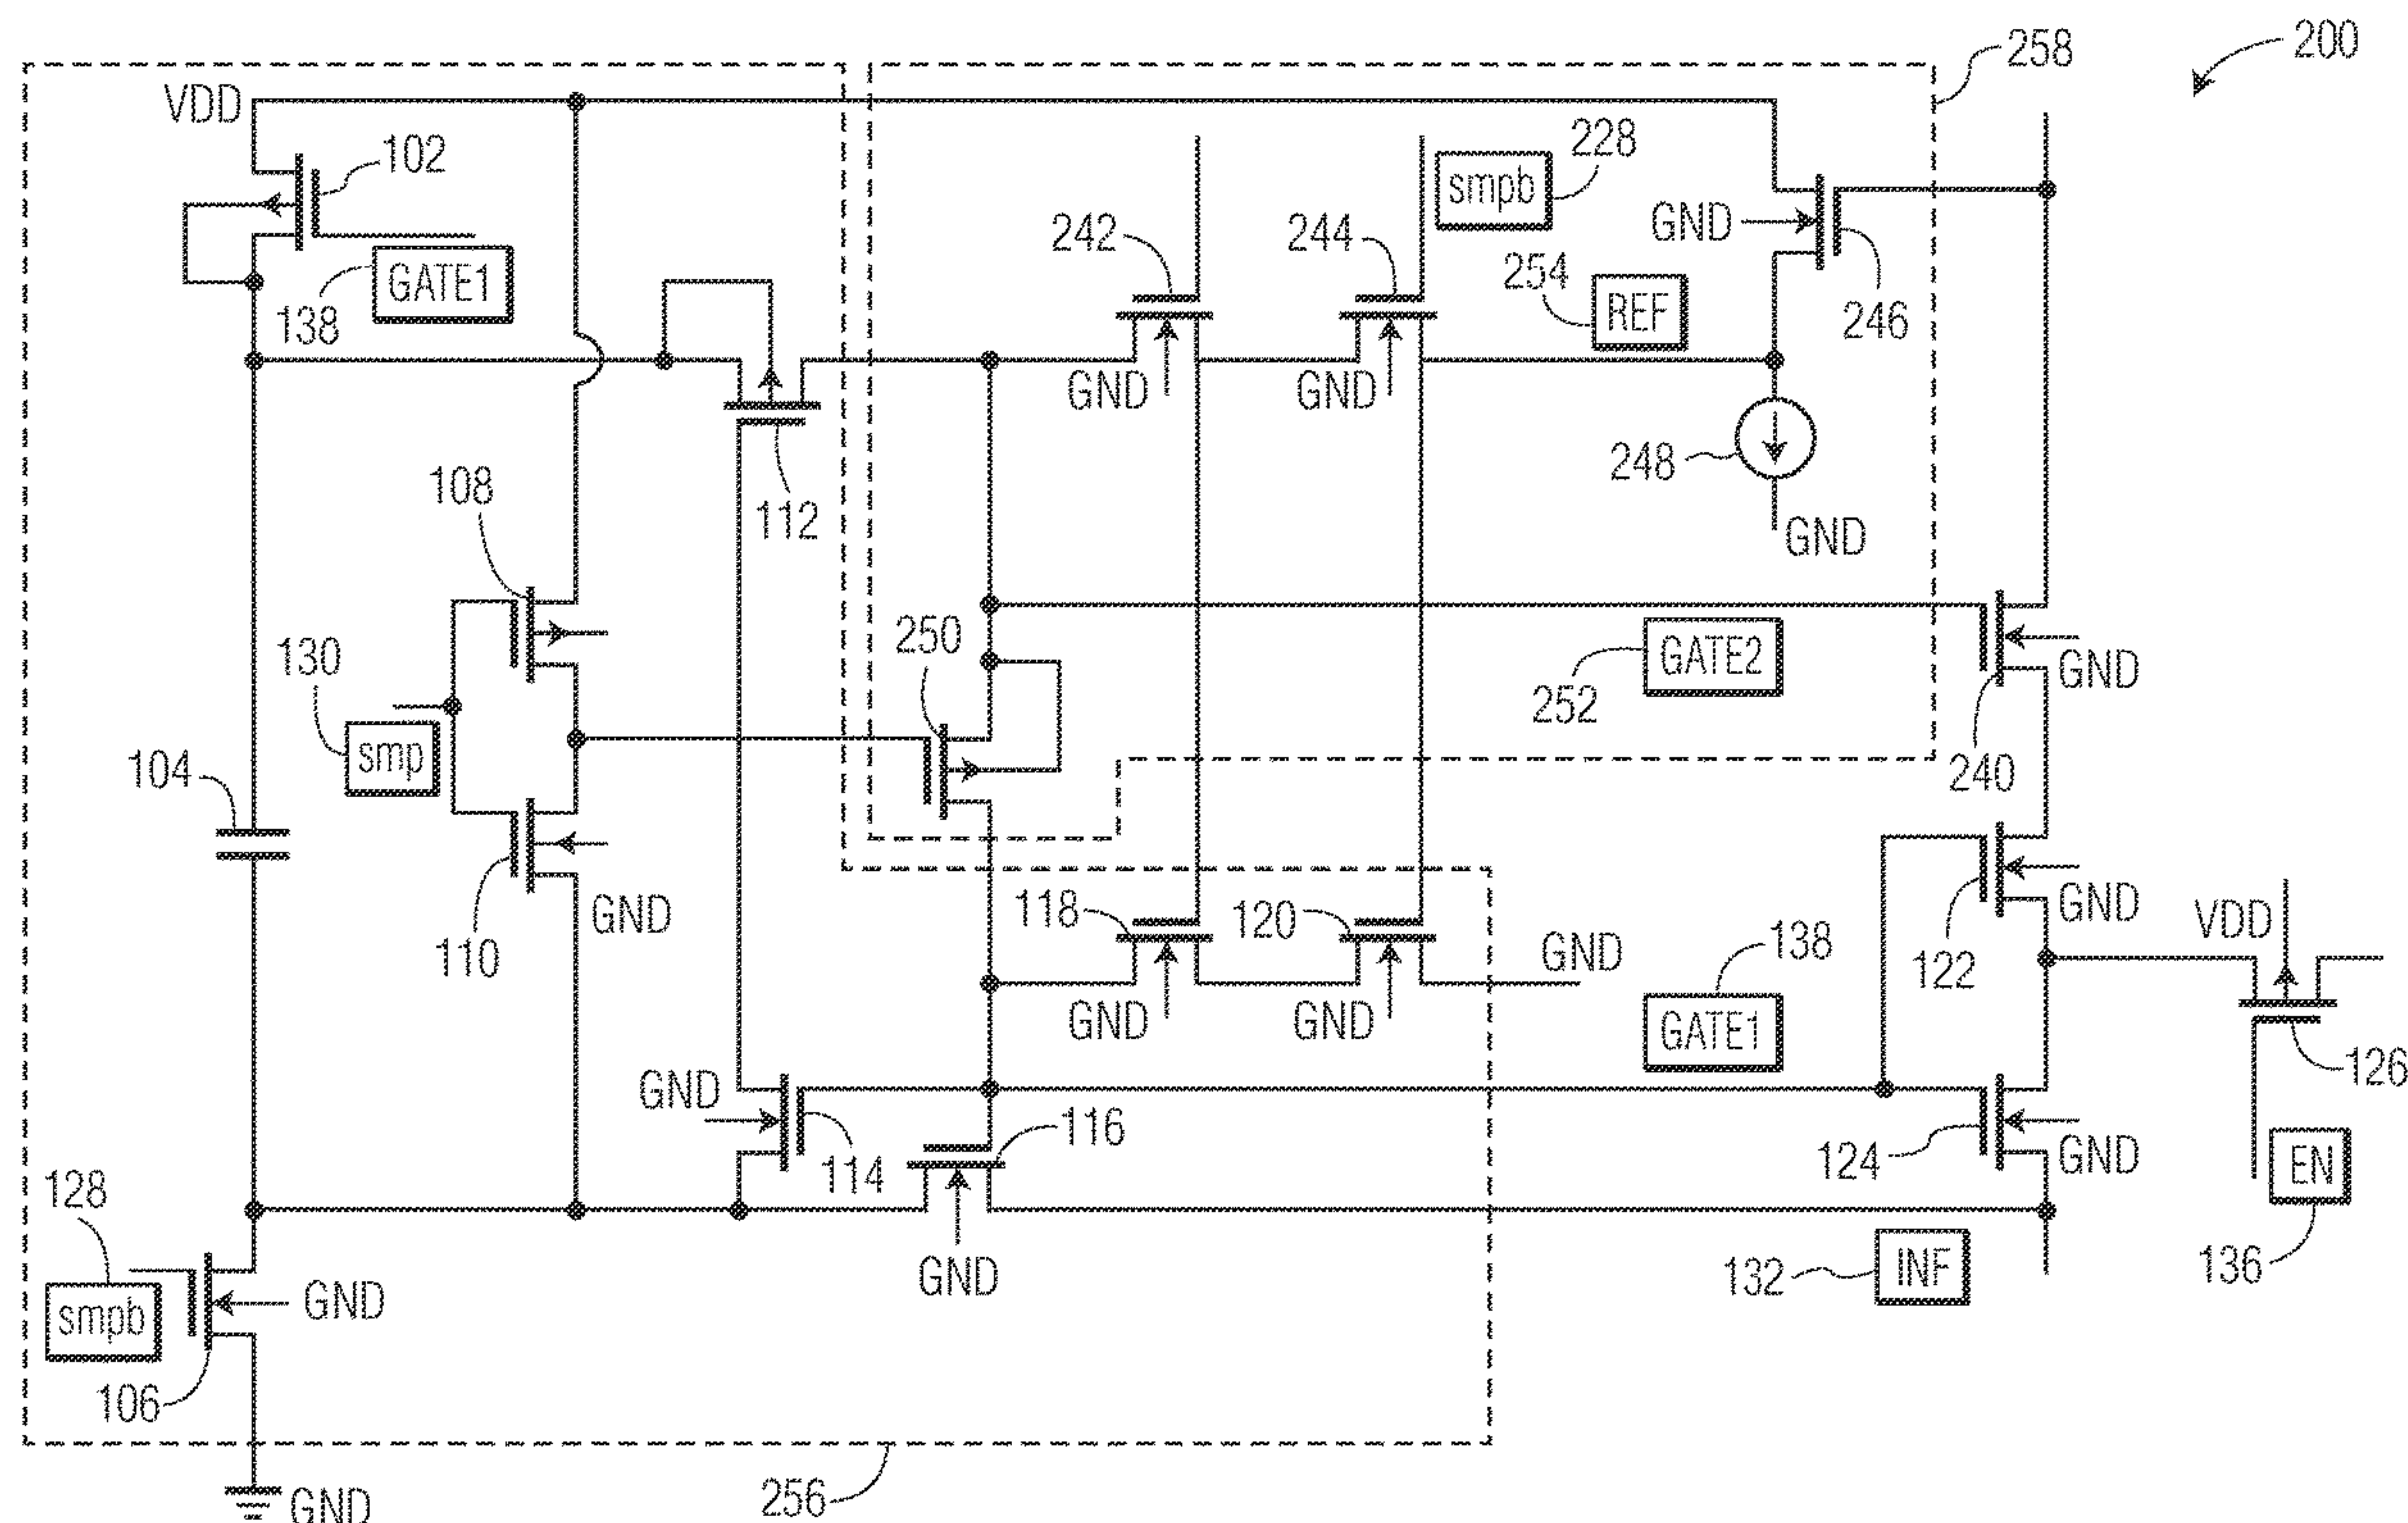 200
258
VDD
102
228
smpb
GND
242
244
254
REF
246
138
GATE1
GND
GND
248
108
112
GND
250
130
GATE2
GND
252
smp
104
240
118
120
GND
GND
VDD
110
GND
138
122
GND
GND
GATE1
126
GND
116
114
124
GND
EN
128
GND
132
INF
136
smpb
GND
106
256
GND